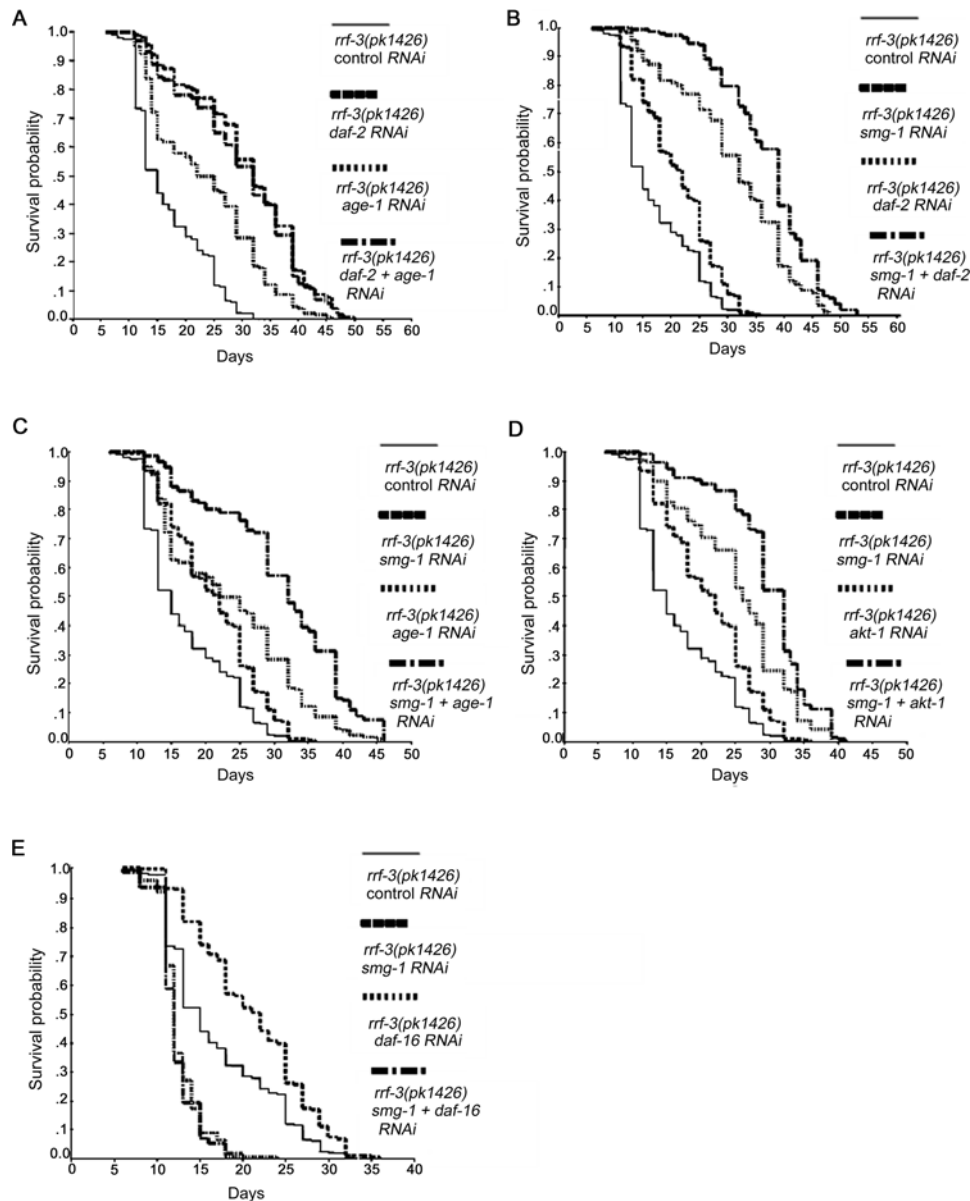 A
Survival probability
1.0
.9
.8
.7
.6
.5
.4
.3
.2
.1
0.0
0 5 10 15 20 25 30 35 40 45 50 55 60
Days
rrf-3(pk1426)
control RNAi
rrf-3(pk1426)
daf-2 RNAi
rrf-3(pk1426)
age-1 RNAi
rrf-3(pk1426)
daf-2 + age-1
RNAi
B
Survival probability
1.0
.9
.8
.7
.6
.5
.4
.3
.2
.1
0.0
0 5 10 15 20 25 30 35 40 45 50 55 60
Days
rrf-3(pk1426)
control RNAi
rrf-3(pk1426)
smg-1 RNAi
rrf-3(pk1426)
daf-2 RNAi
rrf-3(pk1426)
smg-1 + daf-2
RNAi
C
Survival probability
1.0
.9
.8
.7
.6
.5
.4
.3
.2
.1
0.0
0 5 10 15 20 25 30 35 40 45 50
Days
rrf-3(pk1426)
control RNAi
rrf-3(pk1426)
smg-1 RNAi
rrf-3(pk1426)
age-1 RNAi
rrf-3(pk1426)
smg-1 + age-1
RNAi
D
Survival probability
1.0
.9
.8
.7
.6
.5
.4
.3
.2
.1
0.0
0 5 10 15 20 25 30 35 40 45 50
Days
rrf-3(pk1426)
control RNAi
rrf-3(pk1426)
smg-1 RNAi
rrf-3(pk1426)
akt-1 RNAi
rrf-3(pk1426)
smg-1 + akt-1
RNAi
E
Survival probability
1.0
.9
.8
.7
.6
.5
.4
.3
.2
.1
0.0
0 5 10 15 20 25 30 35 40
Days
rrf-3(pk1426)
control RNAi
rrf-3(pk1426)
smg-1 RNAi
rrf-3(pk1426)
daf-16 RNAi
rrf-3(pk1426)
smg-1 + daf-16
RNAi